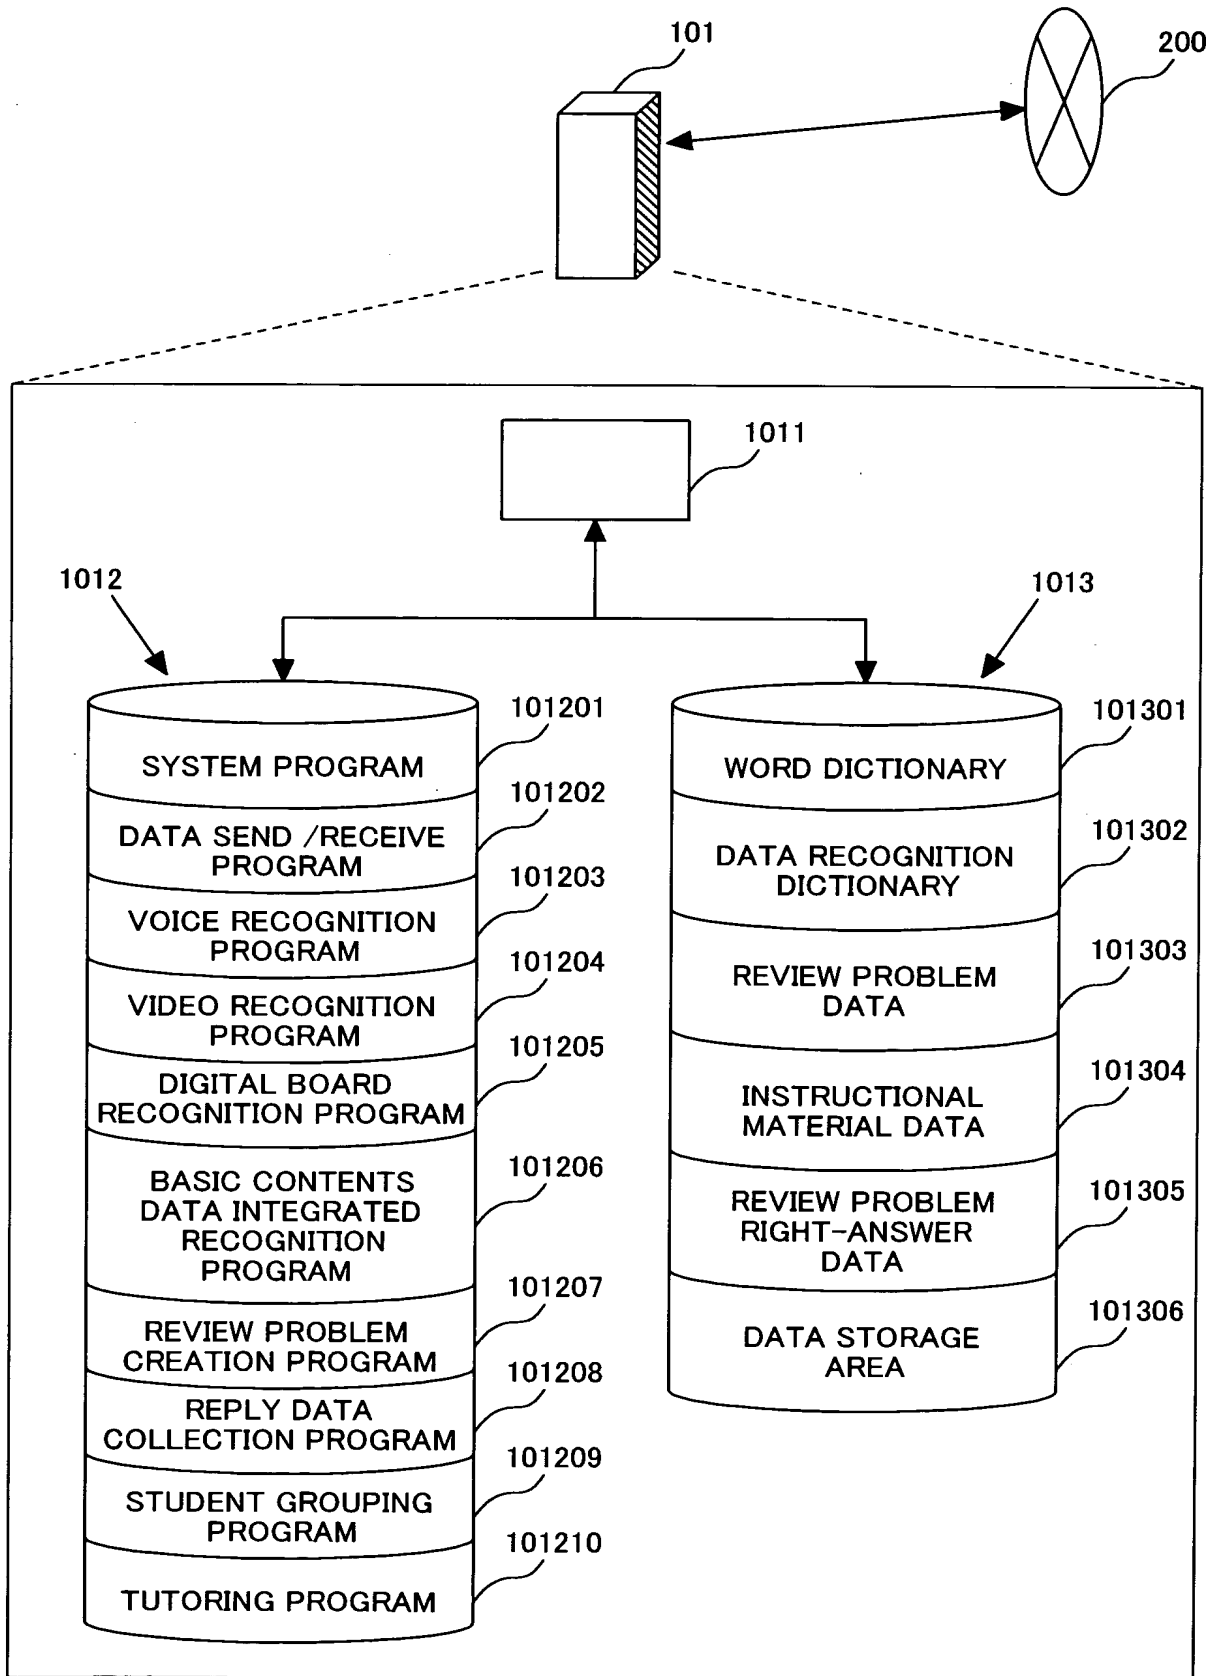 101
200
1011
1012
1013
SYSTEM PROGRAM
101201
DATA SEND /RECEIVE
PROGRAM
101202
VOICE RECOGNITION
PROGRAM
101203
VIDEO RECOGNITION
PROGRAM
101204
DIGITAL BOARD
RECOGNITION PROGRAM
101205
BASIC CONTENTS
DATA INTEGRATED
RECOGNITION
PROGRAM
101206
REVIEW PROBLEM
CREATION PROGRAM
101207
REPLY DATA
COLLECTION PROGRAM
101208
STUDENT GROUPING
PROGRAM
101209
TUTORING PROGRAM
101210
WORD DICTIONARY
101301
DATA RECOGNITION
DICTIONARY
101302
REVIEW PROBLEM
DATA
101303
INSTRUCTIONAL
MATERIAL DATA
101304
REVIEW PROBLEM
RIGHT-ANSWER
DATA
101305
DATA STORAGE
AREA
101306